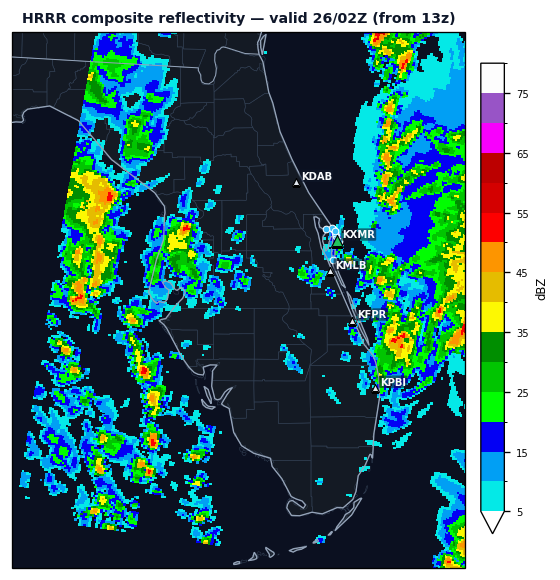 HRRR composite reflectivity — valid 26/02Z (from 13z)
KDAB
KXMR
KMLB
KFPR
KPBI
75
65
55
45
35
25
15
5
dBZ